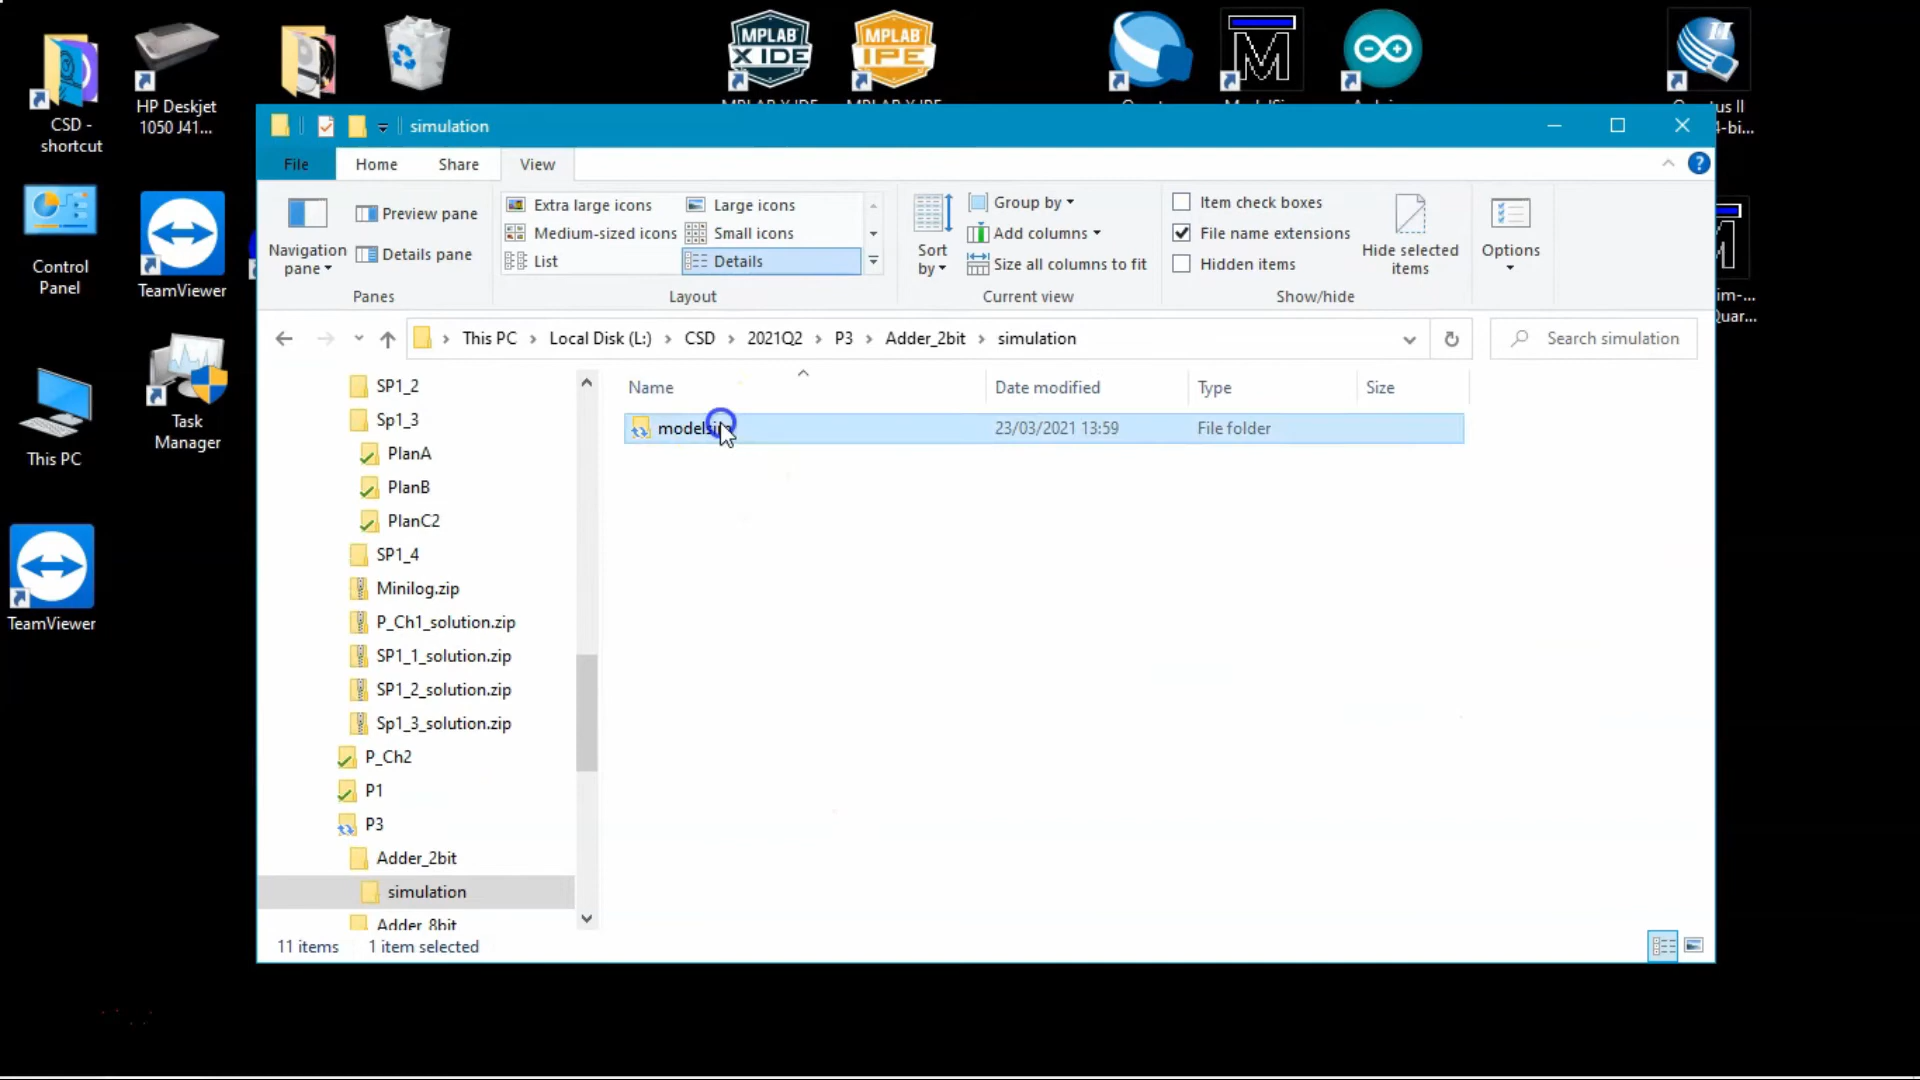 MPLAB
X IDE
MPLAB
IPE
CSD -
shortcut
HP Deskjet
1050 J41...
Control
Panel
TeamViewer
This PC
Task
Manager
TeamViewer
simulation
File
Home
Share
View
Navigation
pane
Preview pane
Details pane
Panes
Extra large icons
Large icons
Medium-sized icons
Small icons
List
Details
Layout
Sort
by
Group by
Add columns
Size all columns to fit
Current view
Item check boxes
File name extensions
Hidden items
Hide selected
items
Show/hide
Options
This PC > Local Disk (L:) > CSD > 2021Q2 > P3 > Adder_2bit > simulation
Search simulation
SP1_2
Sp1_3
PlanA
PlanB
PlanC2
SP1_4
Minilog.zip
P_Ch1_solution.zip
SP1_1_solution.zip
SP1_2_solution.zip
Sp1_3_solution.zip
P_Ch2
P1
P3
Adder_2bit
simulation
Adder_8bit
Name
Date modified
Type
Size
modelsim
23/03/2021 13:59
File folder
11 items
1 item selected